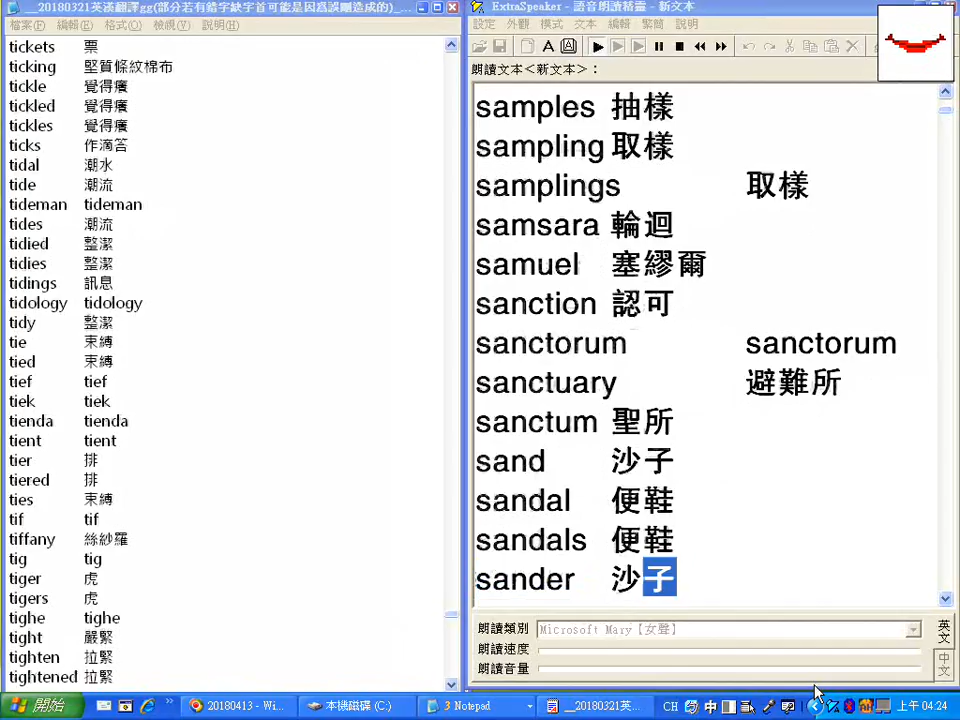 __20180321英漢翻譯gg(部分若有錯字缺字首可能是因爲誤刪造成的)_...
檔案(F) 編輯(E) 格式(O) 檢視(V) 說明(H)
tickets 票
ticking 堅質條紋棉布
tickle 覺得癢
tickled 覺得癢
tickles 覺得癢
ticks 作滴答
tidal 潮水
tide 潮流
tideman tideman
tides 潮流
tidied 整潔
tidies 整潔
tidings 訊息
tidology tidology
tidy 整潔
tie 束縛
tied 束縛
tief tief
tiek tiek
tienda tienda
tient tient
tier 排
tiered 排
ties 束縛
tif tif
tiffany 絲紗羅
tig tig
tiger 虎
tigers 虎
tighe tighe
tight 嚴緊
tighten 拉緊
tightened 拉緊
ExtraSpeaker - 語音朗讀精靈 - 新文本
設定 外觀 模式 文本 編輯 繁簡 說明
朗讀文本<新文本>：
samples 抽樣
sampling 取樣
samplings 取樣
samsara 輪迴
samuel 塞繆爾
sanction 認可
sanctorum sanctorum
sanctuary 避難所
sanctum 聖所
sand 沙子
sandal 便鞋
sandals 便鞋
sander 沙子
朗讀類別 Microsoft Mary【女聲】
朗讀速度
朗讀音量
英文
中文
開始 20180413 - Wi... 本機磁碟 (C:) 3 Notepad __20180321英... CH 中 上午 04:24